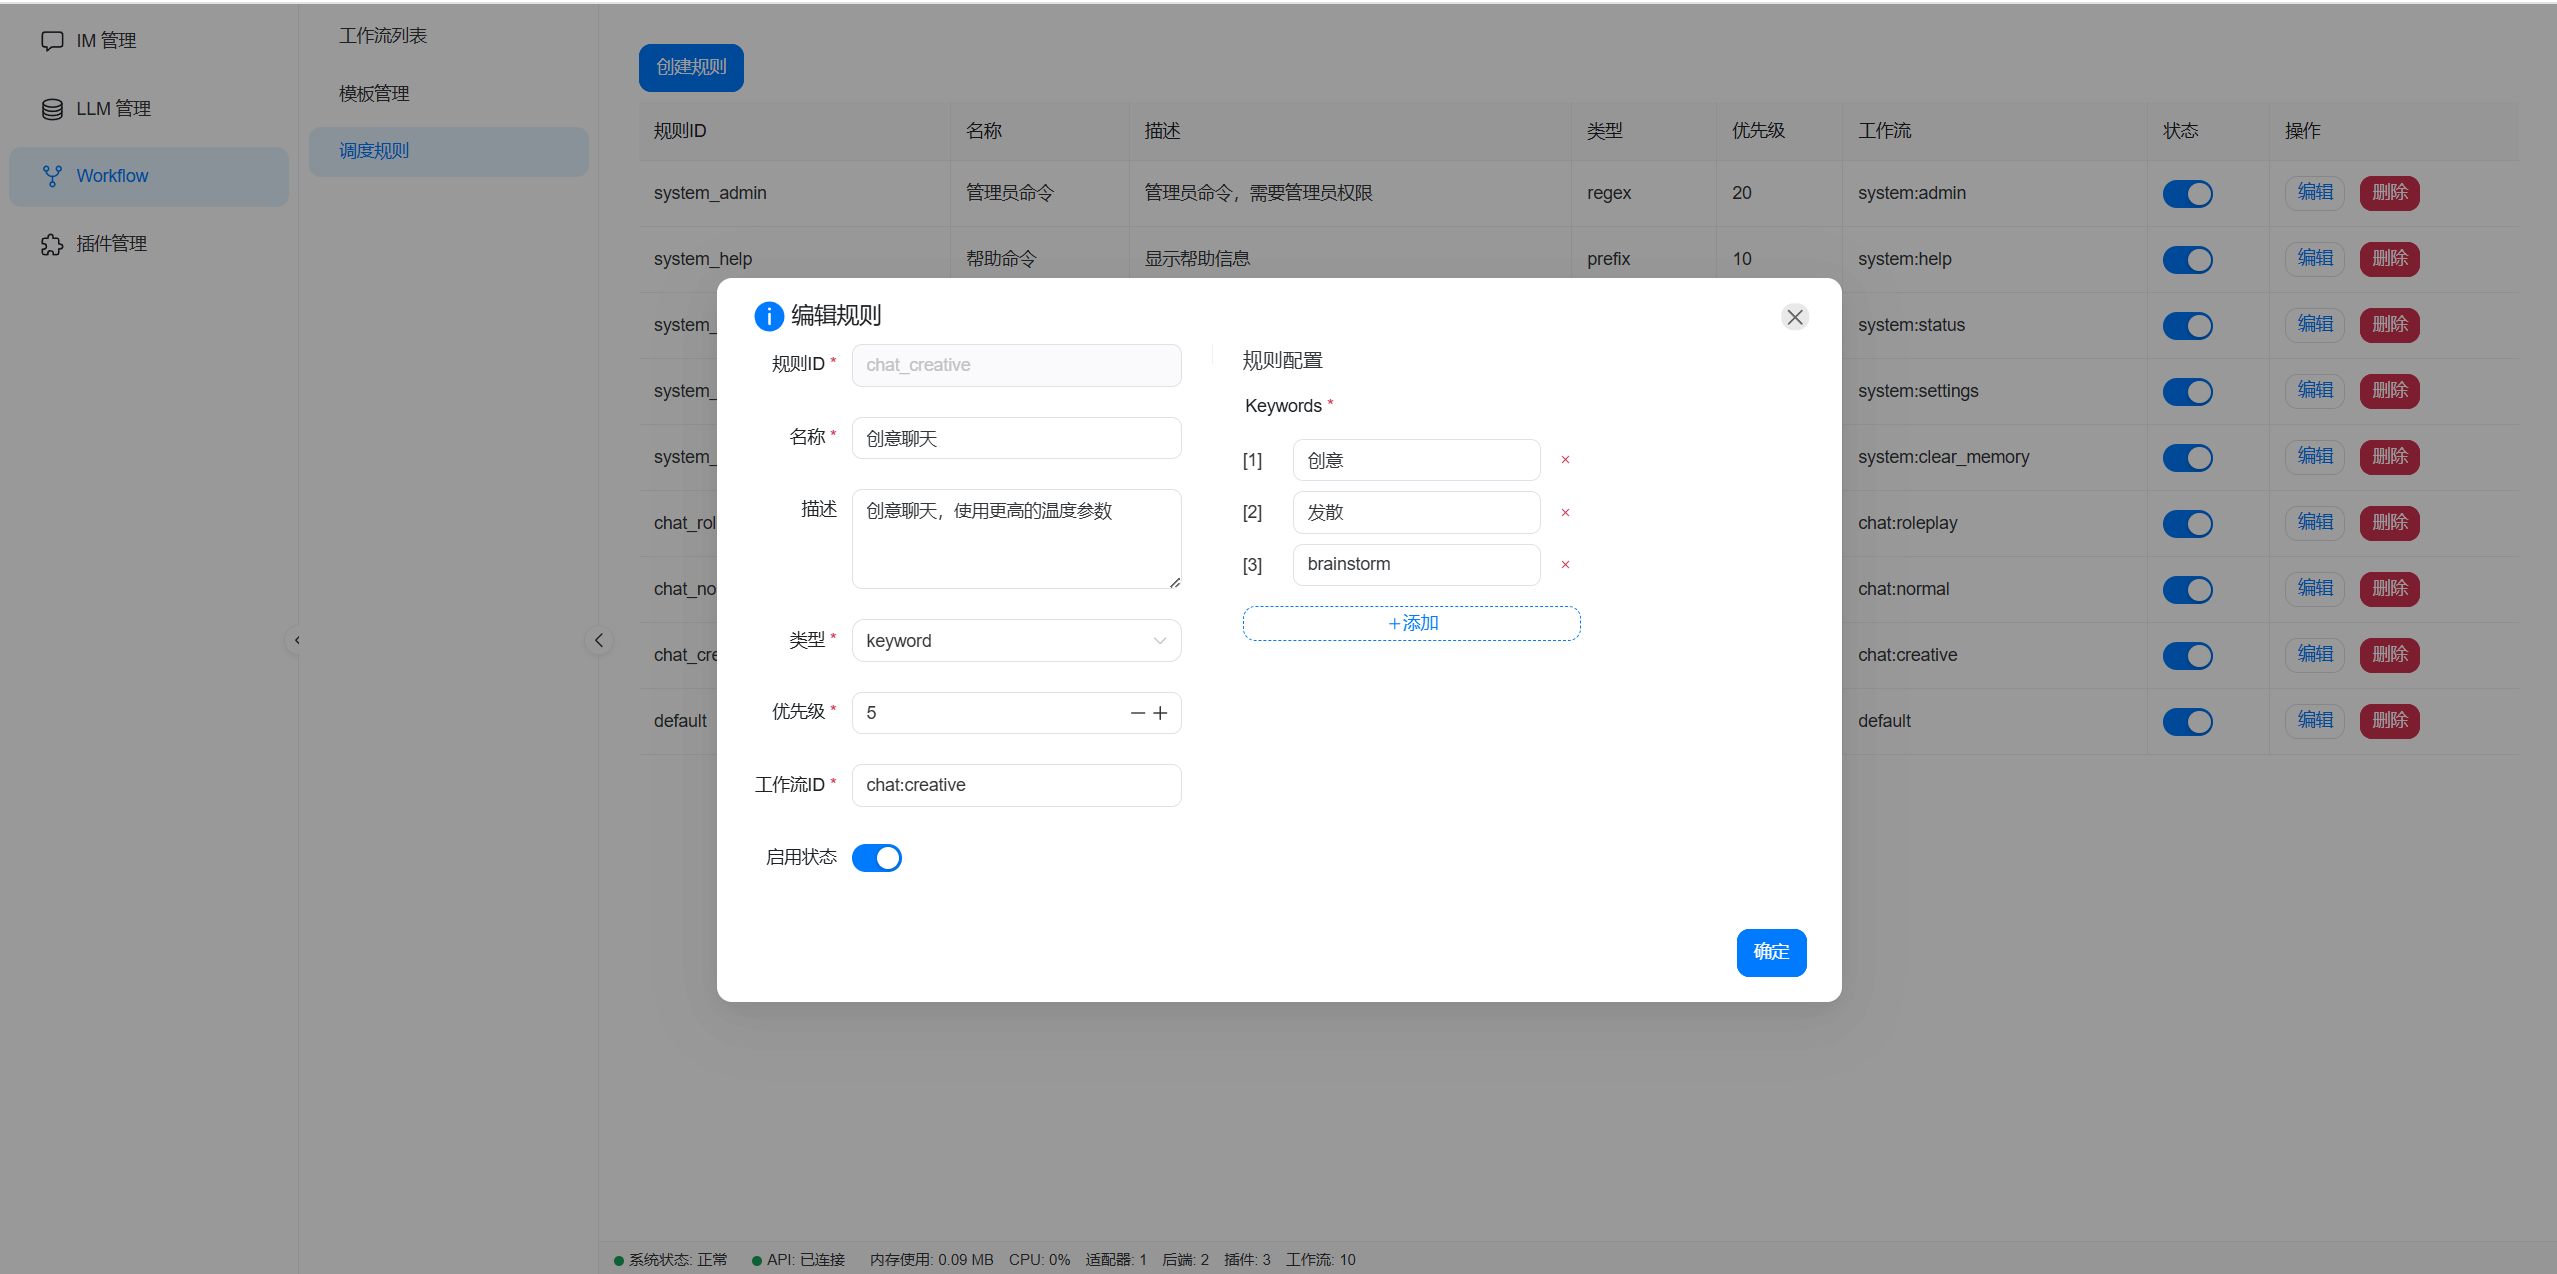 IM 管理
LLM 管理
Workflow
插件管理
工作流列表
模板管理
调度规则
创建规则
规则ID 名称 描述 类型 优先级 工作流 状态 操作
system_admin 管理员命令 管理员命令，需要管理员权限 regex 20 system:admin 编辑 删除
system_help 帮助命令 显示帮助信息 prefix 10 system:help 编辑 删除
system_ system:status 编辑 删除
system_ system:settings 编辑 删除
system_ system:clear_memory 编辑 删除
chat_rol chat:roleplay 编辑 删除
chat_no chat:normal 编辑 删除
chat_cre chat:creative 编辑 删除
default default 编辑 删除
编辑规则
规则ID * chat_creative
名称 * 创意聊天
描述 创意聊天，使用更高的温度参数
类型 * keyword
优先级 * 5
工作流ID * chat:creative
启用状态
规则配置
Keywords *
[1] 创意
[2] 发散
[3] brainstorm
+添加
确定
系统状态: 正常 API: 已连接 内存使用: 0.09 MB CPU: 0% 适配器: 1 后端: 2 插件: 3 工作流: 10